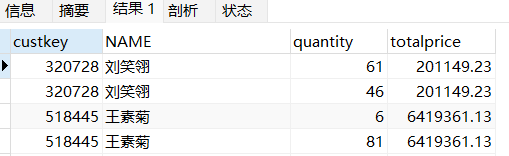 信息 摘要 结果 1 剖析 状态
custkey NAME quantity totalprice
320728 刘笑翎 61 201149.23
320728 刘笑翎 46 201149.23
518445 王素菊 6 6419361.13
518445 王素菊 81 6419361.13